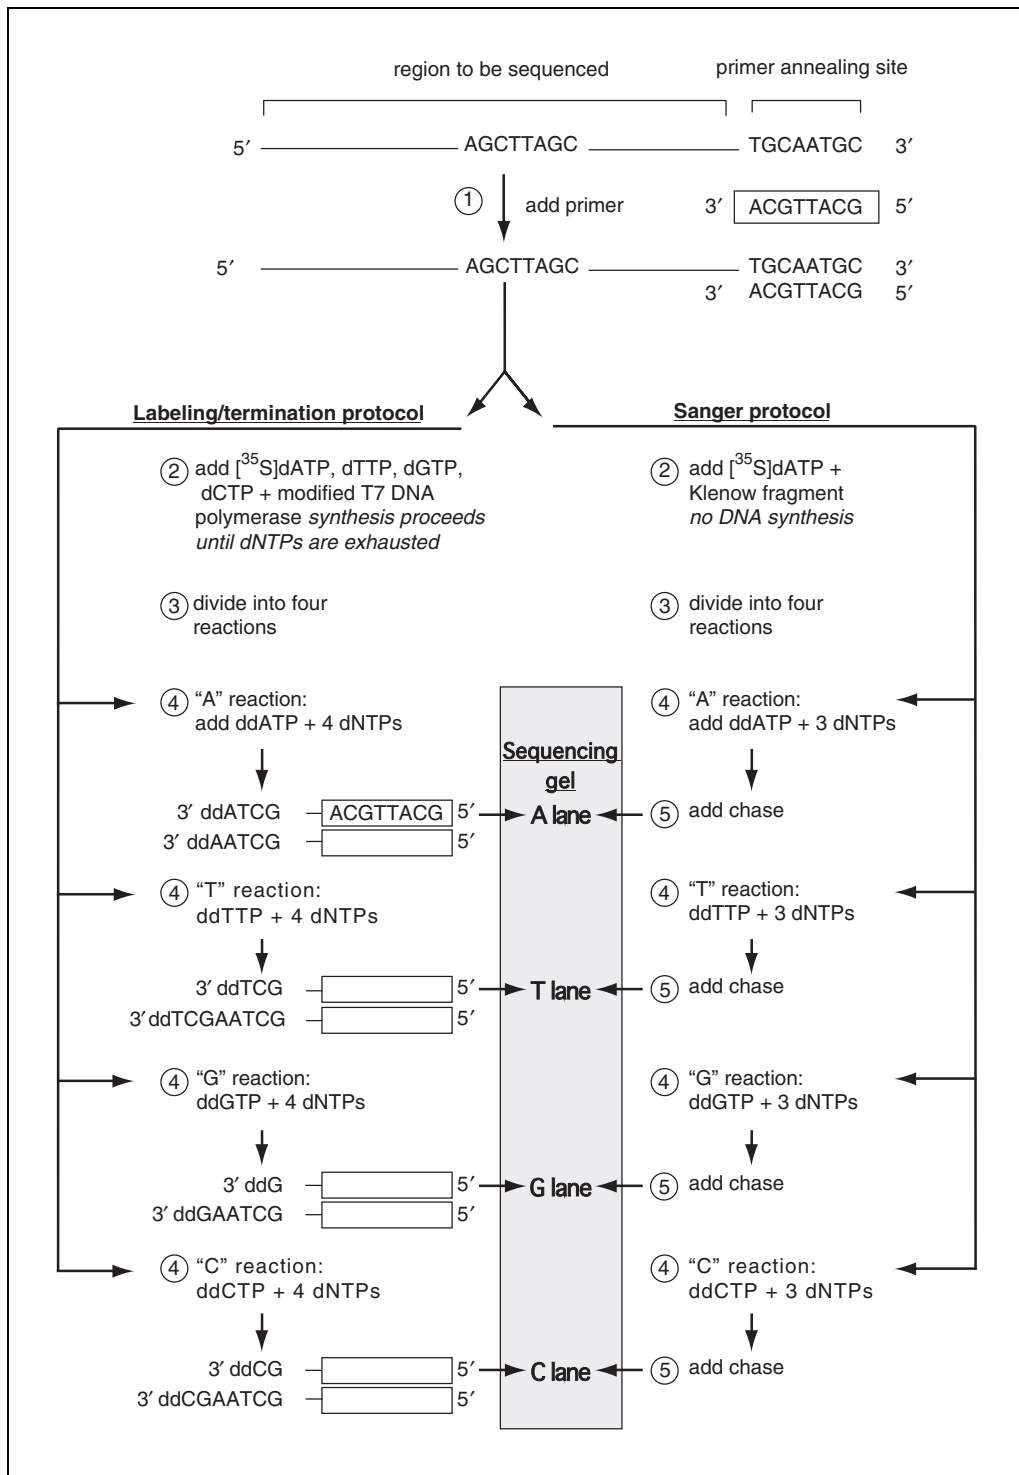 region to be sequenced
primer annealing site
5′ AGCTTAGC TGCAATGC 3′
1 add primer 3′ ACGTTACG 5′
5′ AGCTTAGC TGCAATGC 3′
3′ ACGTTACG 5′
Labeling/termination protocol
2 add [35S]dATP, dTTP, dGTP,
dCTP + modified T7 DNA
polymerase synthesis proceeds
until dNTPs are exhausted
3 divide into four
reactions
4 “A” reaction:
add ddATP + 4 dNTPs
3′ ddATCG ACGTTACG 5′
3′ ddAATCG 5′
4 “T” reaction:
ddTTP + 4 dNTPs
3′ ddTCG 5′
3′ddTCGAATCG 5′
4 “G” reaction:
ddGTP + 4 dNTPs
3′ ddG 5′
3′ ddGAATCG 5′
4 “C” reaction:
ddCTP + 4 dNTPs
3′ ddCG 5′
3′ ddCGAATCG 5′
Sequencing
gel
A lane
T lane
G lane
C lane
Sanger protocol
2 add [35S]dATP +
Klenow fragment
no DNA synthesis
3 divide into four
reactions
4 “A” reaction:
add ddATP + 3 dNTPs
5 add chase
4 “T” reaction:
ddTTP + 3 dNTPs
5 add chase
4 “G” reaction:
ddGTP + 3 dNTPs
5 add chase
4 “C” reaction:
ddCTP + 3 dNTPs
5 add chase